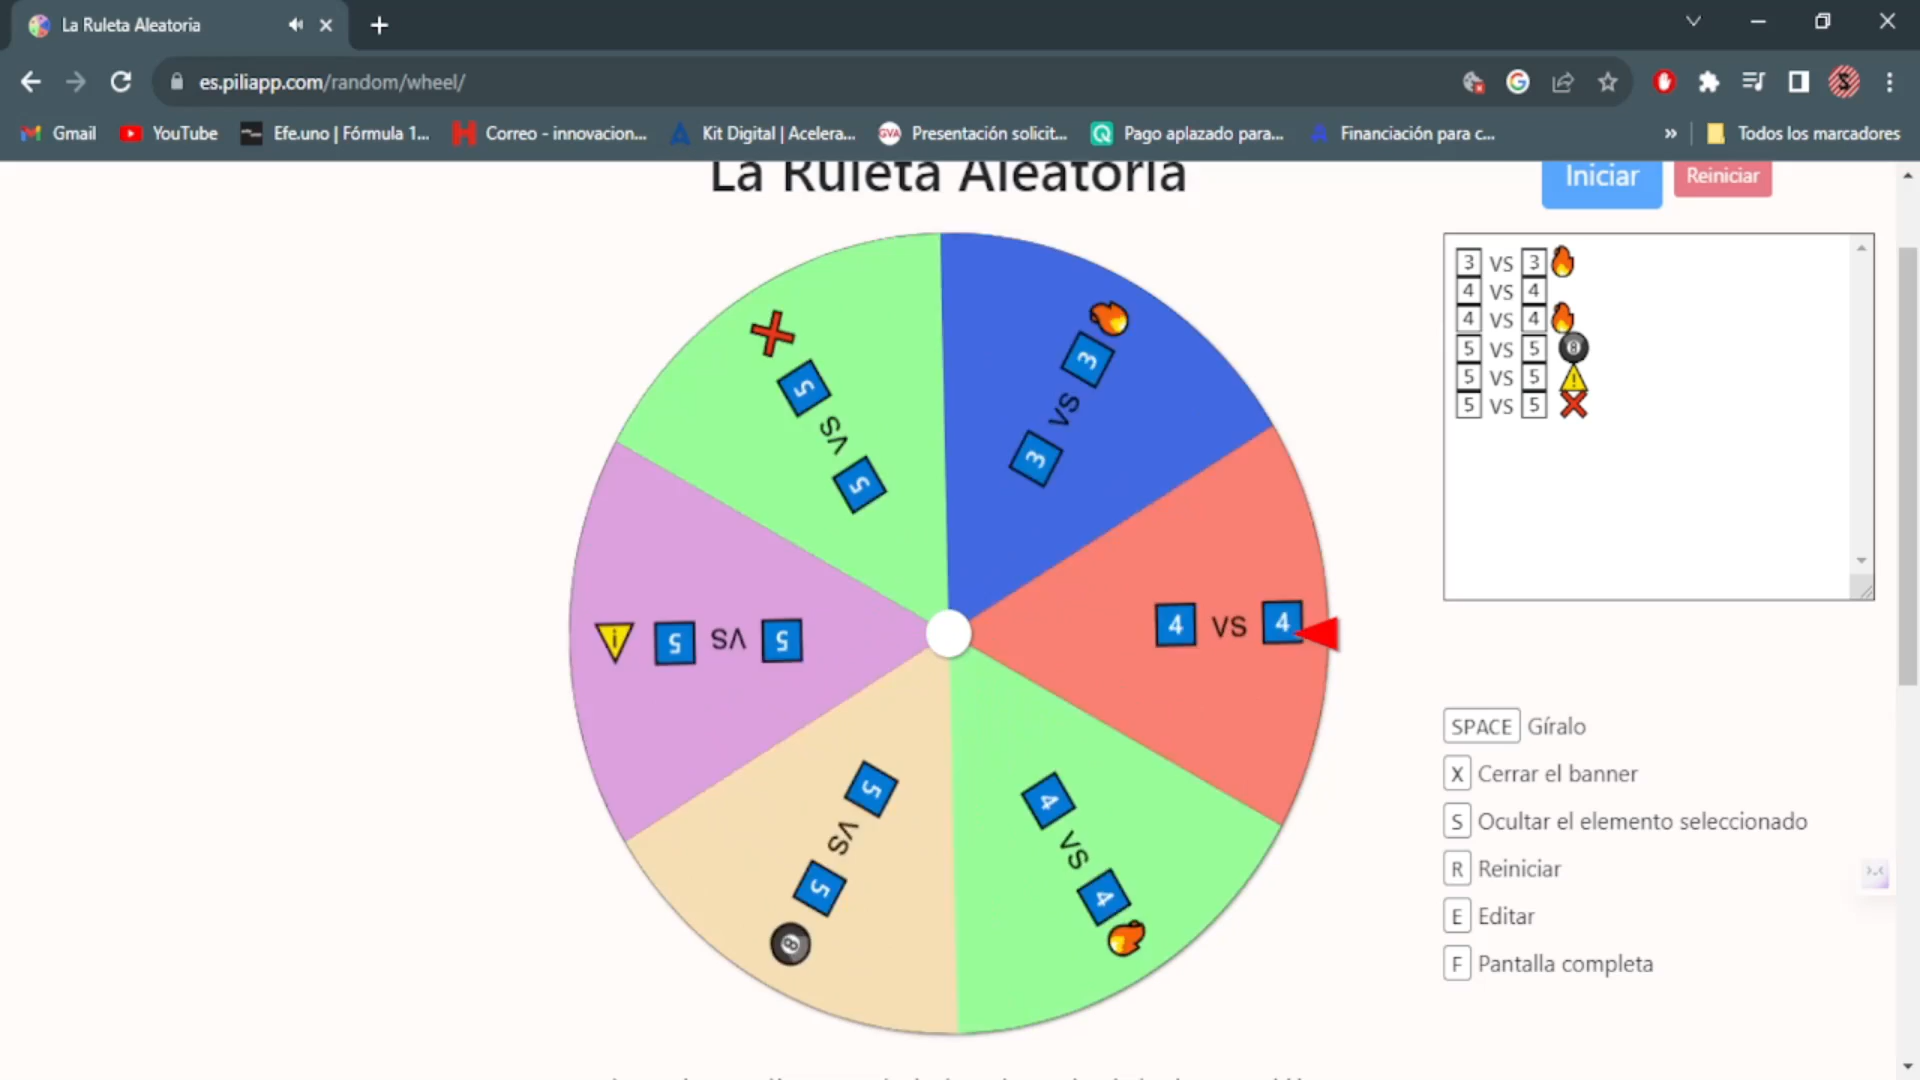 La Ruleta Aleatoria
es.piliapp.com/random/wheel/
Gmail
YouTube
Efe.uno | Fórmula 1...
Correo - innovacion...
Kit Digital | Acelera...
GVA
Presentación solicit...
Pago aplazado para...
Financiación para c...
»
Todos los marcadores
La Ruleta Aleatoria
Iniciar
Reiniciar
3 VS 3
4 VS 4
4 VS 4
5 VS 5 8
5 VS 5
5 VS 5
5 VS 5
3 VS 3
5 VS 5
4 VS 4
5 VS 5 8
4 VS 4
SPACE Gíralo
X Cerrar el banner
S Ocultar el elemento seleccionado
R Reiniciar
E Editar
F Pantalla completa